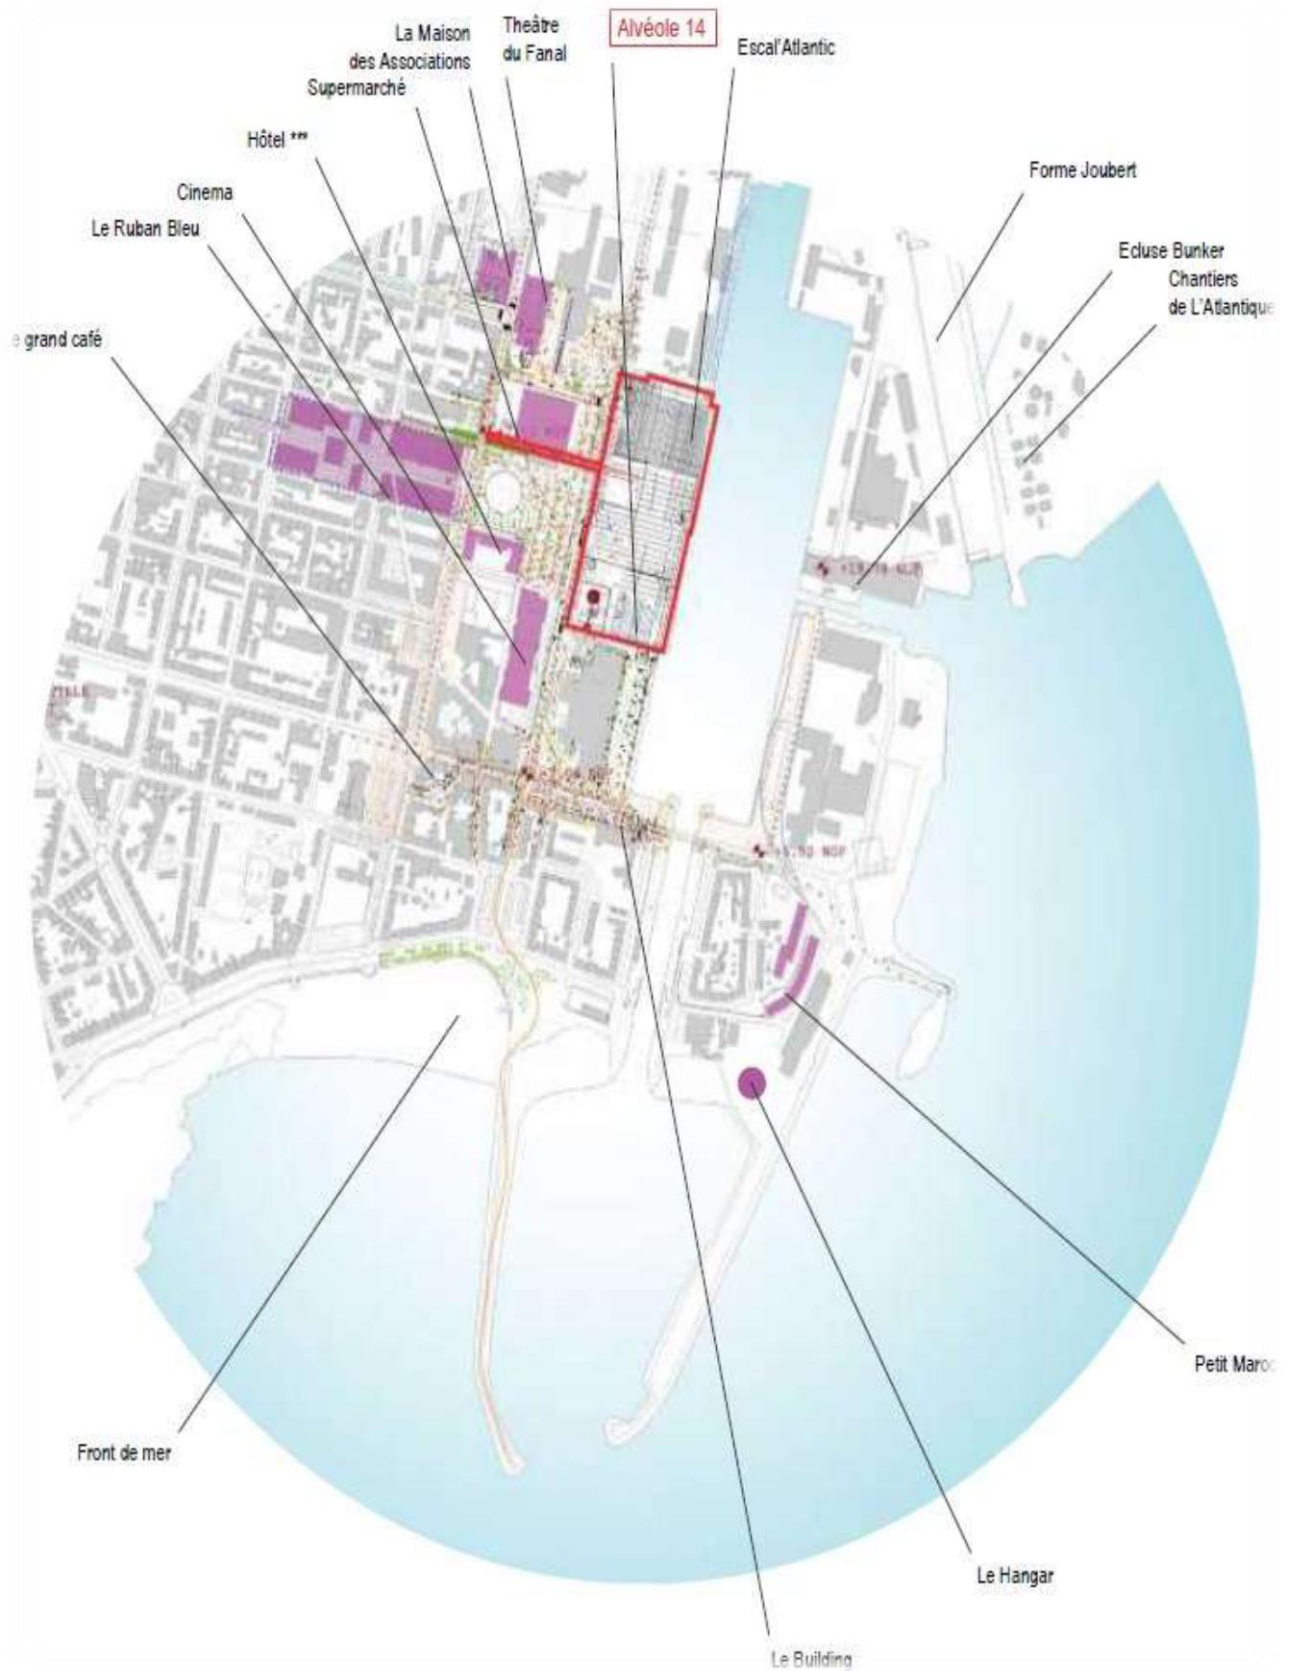 La Maison
des Associations
Theâtre
du Fanal
Alvéole 14
Escal'Atlantic
Supermarché
Hôtel ***
Cinema
Le Ruban Bleu
Forme Joubert
Ecluse Bunker
Chantiers
de L'Atlantique
e grand café
Petit Maroc
Front de mer
Le Hangar
Le Building